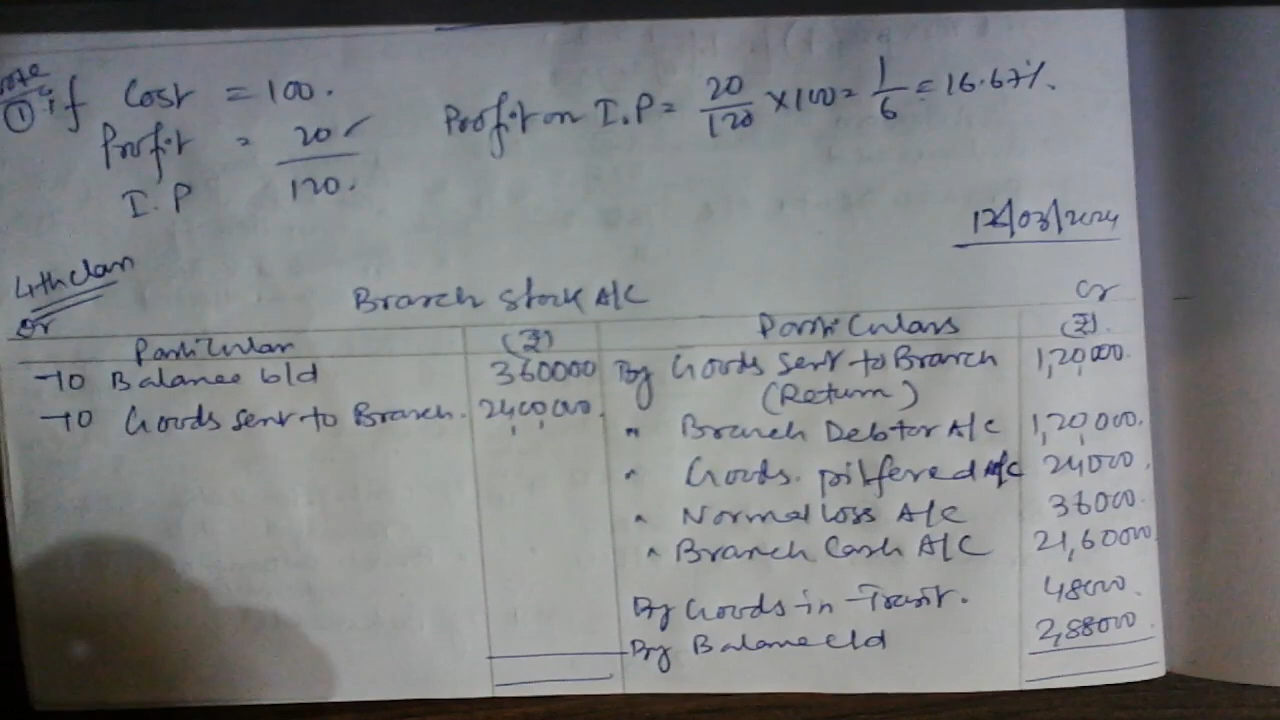 Note
① if Cost = 100.
Profit = 20
I.P 120.
Profit on I.P = 20/120 × 100 = 1/6 = 16.67%.
12/03/2024
4th class
Branch Stock A/C
Dr Cr
Particular (₹) Particulars (₹).
To Balance b/d 360000 By Goods sent to Branch 1,20,000.
(Return)
To Goods sent to Branch. 2400,000. " Branch Debtor A/C 1,20,000.
" Goods. pilfered A/c 24000.
" Normal Loss A/C 36000.
" Branch Cash A/C 21,60000
By Goods in Transit. 48000.
By Balance c/d 2,88000.